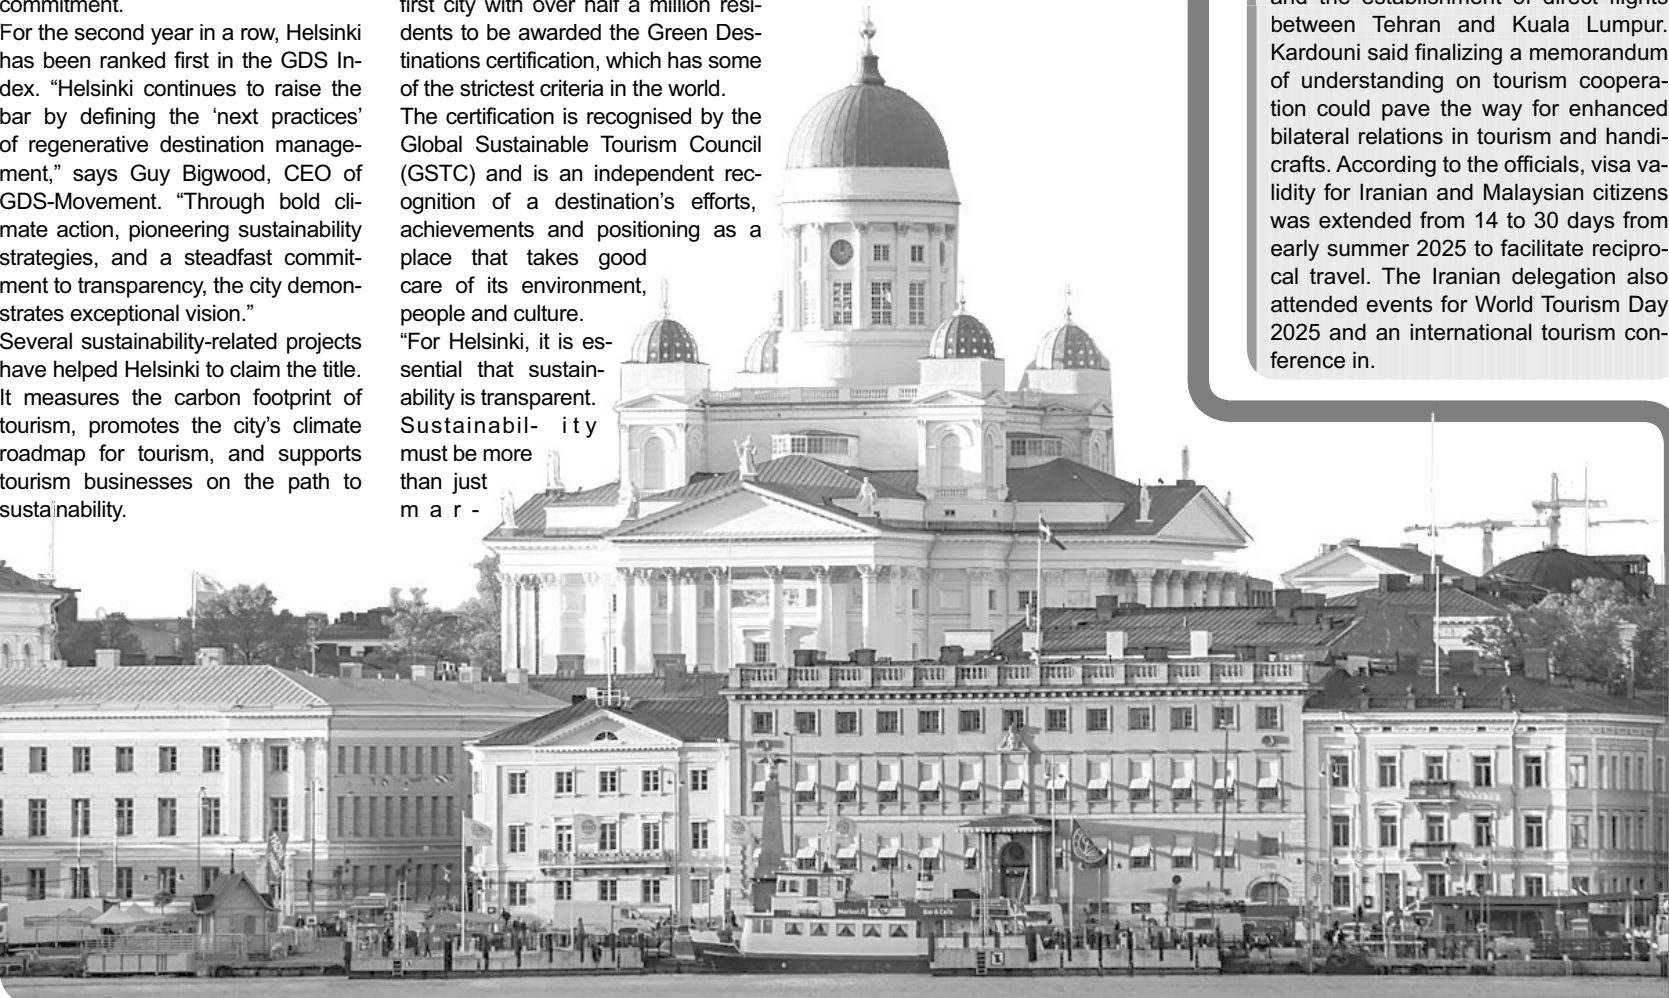 commitment.
For the second year in a row, Helsinki
has been ranked first in the GDS In-
dex. “Helsinki continues to raise the
bar by defining the ‘next practices’
of regenerative destination manage-
ment,” says Guy Bigwood, CEO of
GDS-Movement. “Through bold cli-
mate action, pioneering sustainability
strategies, and a steadfast commit-
ment to transparency, the city demon-
strates exceptional vision.”
Several sustainability-related projects
have helped Helsinki to claim the title.
It measures the carbon footprint of
tourism, promotes the city’s climate
roadmap for tourism, and supports
tourism businesses on the path to
sustainability.
first city with over half a million resi-
dents to be awarded the Green Des-
tinations certification, which has some
of the strictest criteria in the world.
The certification is recognised by the
Global Sustainable Tourism Council
(GSTC) and is an independent rec-
ognition of a destination’s efforts,
achievements and positioning as a
place that takes good
care of its environment,
people and culture.
“For Helsinki, it is es-
sential that sustain-
ability is transparent.
Sustainabil- ity
must be more
than just
mar-
and the establishment of direct flights
between Tehran and Kuala Lumpur.
Kardouni said finalizing a memorandum
of understanding on tourism coopera-
tion could pave the way for enhanced
bilateral relations in tourism and handi-
crafts. According to the officials, visa va-
lidity for Iranian and Malaysian citizens
was extended from 14 to 30 days from
early summer 2025 to facilitate recipro-
cal travel. The Iranian delegation also
attended events for World Tourism Day
2025 and an international tourism con-
ference in.
Bar & Cafe